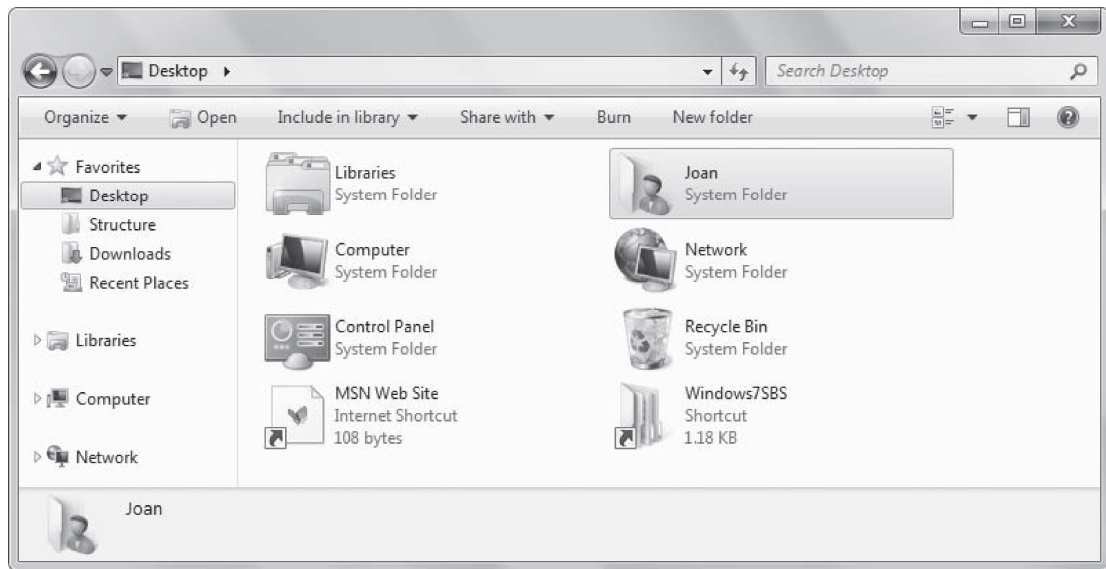 Desktop
Search Desktop
Organize Open Include in library Share with Burn New folder
Favorites
Desktop
Structure
Downloads
Recent Places
Libraries
Computer
Network
Libraries
System Folder
Joan
System Folder
Computer
System Folder
Network
System Folder
Control Panel
System Folder
Recycle Bin
System Folder
MSN Web Site
Internet Shortcut
108 bytes
Windows7SBS
Shortcut
1.18 KB
Joan